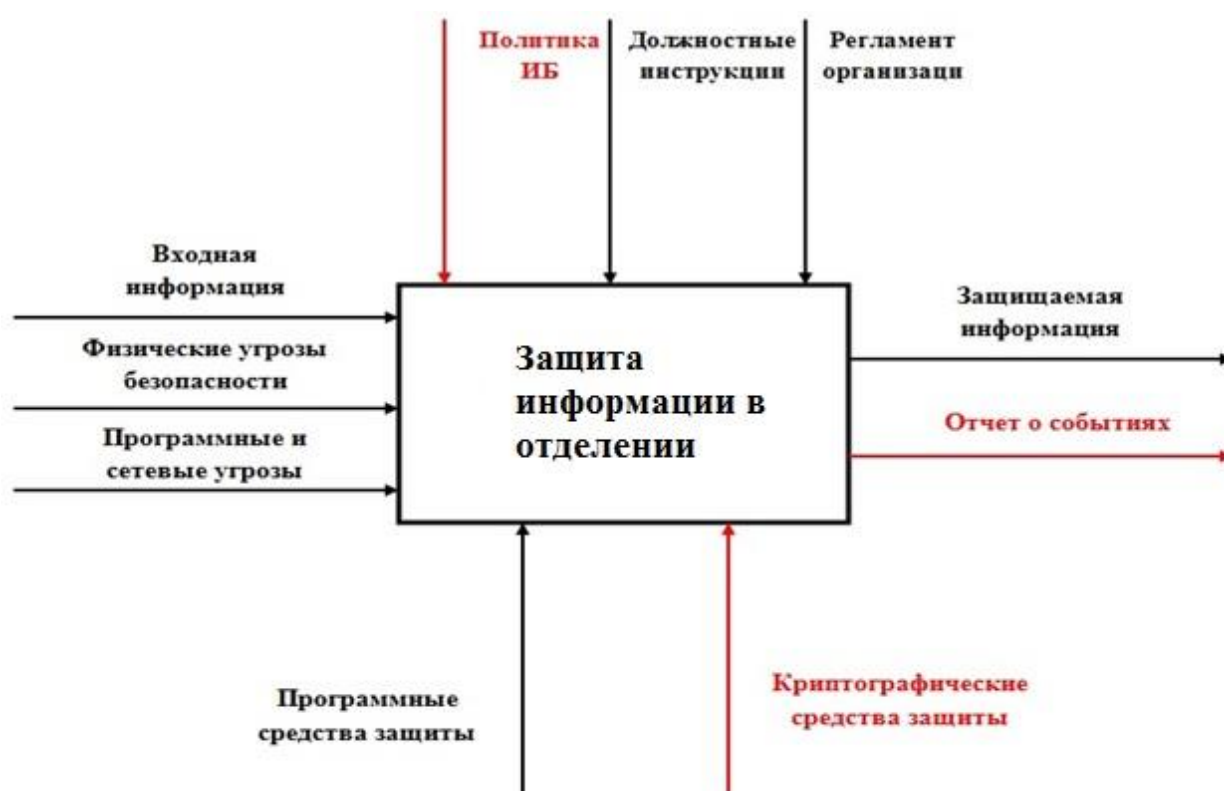 Политика
ИБ
Должностные
инструкции
Регламент
организаци
Входная
информация
Физические угрозы
безопасности
Программные и
сетевые угрозы
Защита
информации в
отделении
Защищаемая
информация
Отчет о событиях
Программные
средства защиты
Криптографические
средства защиты